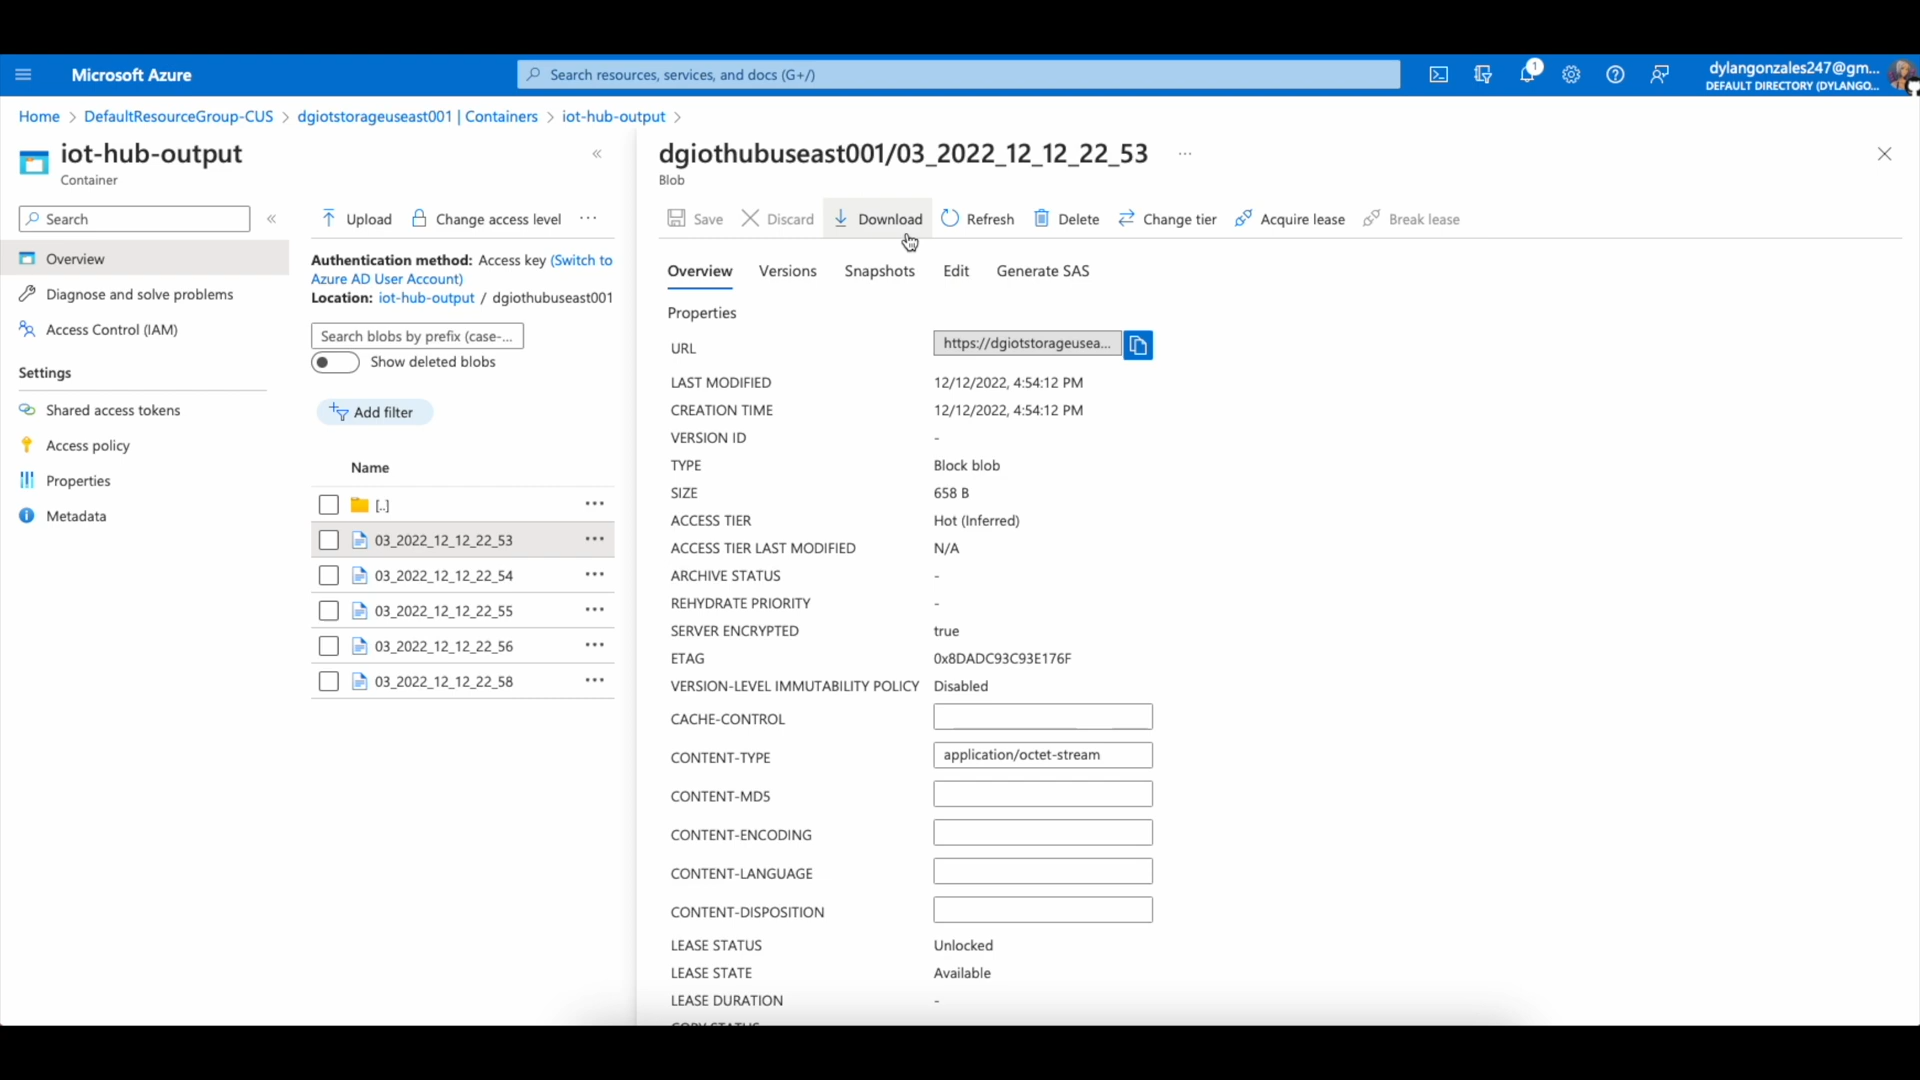 Microsoft Azure
Search resources, services, and docs (G+/)
1
dylangonzales247@gm...
DEFAULT DIRECTORY (DYLANGO...
Home > DefaultResourceGroup-CUS > dgiotstorageuseast001 | Containers > iot-hub-output >
iot-hub-output
Container
Search
Overview
Diagnose and solve problems
Access Control (IAM)
Settings
Shared access tokens
Access policy
Properties
Metadata
Upload
Change access level
...
Authentication method: Access key (Switch to
Azure AD User Account)
Location: iot-hub-output / dgiothubuseast001
Search blobs by prefix (case-...
Show deleted blobs
Add filter
Name
[..]
03_2022_12_12_22_53
03_2022_12_12_22_54
03_2022_12_12_22_55
03_2022_12_12_22_56
03_2022_12_12_22_58
dgiothubuseast001/03_2022_12_12_22_53
...
Blob
Save
Discard
Download
Refresh
Delete
Change tier
Acquire lease
Break lease
Overview
Versions
Snapshots
Edit
Generate SAS
Properties
URL https://dgiotstorageusea...
LAST MODIFIED 12/12/2022, 4:54:12 PM
CREATION TIME 12/12/2022, 4:54:12 PM
VERSION ID -
TYPE Block blob
SIZE 658 B
ACCESS TIER Hot (Inferred)
ACCESS TIER LAST MODIFIED N/A
ARCHIVE STATUS -
REHYDRATE PRIORITY -
SERVER ENCRYPTED true
ETAG 0x8DADC93C93E176F
VERSION-LEVEL IMMUTABILITY POLICY Disabled
CACHE-CONTROL
CONTENT-TYPE application/octet-stream
CONTENT-MD5
CONTENT-ENCODING
CONTENT-LANGUAGE
CONTENT-DISPOSITION
LEASE STATUS Unlocked
LEASE STATE Available
LEASE DURATION -